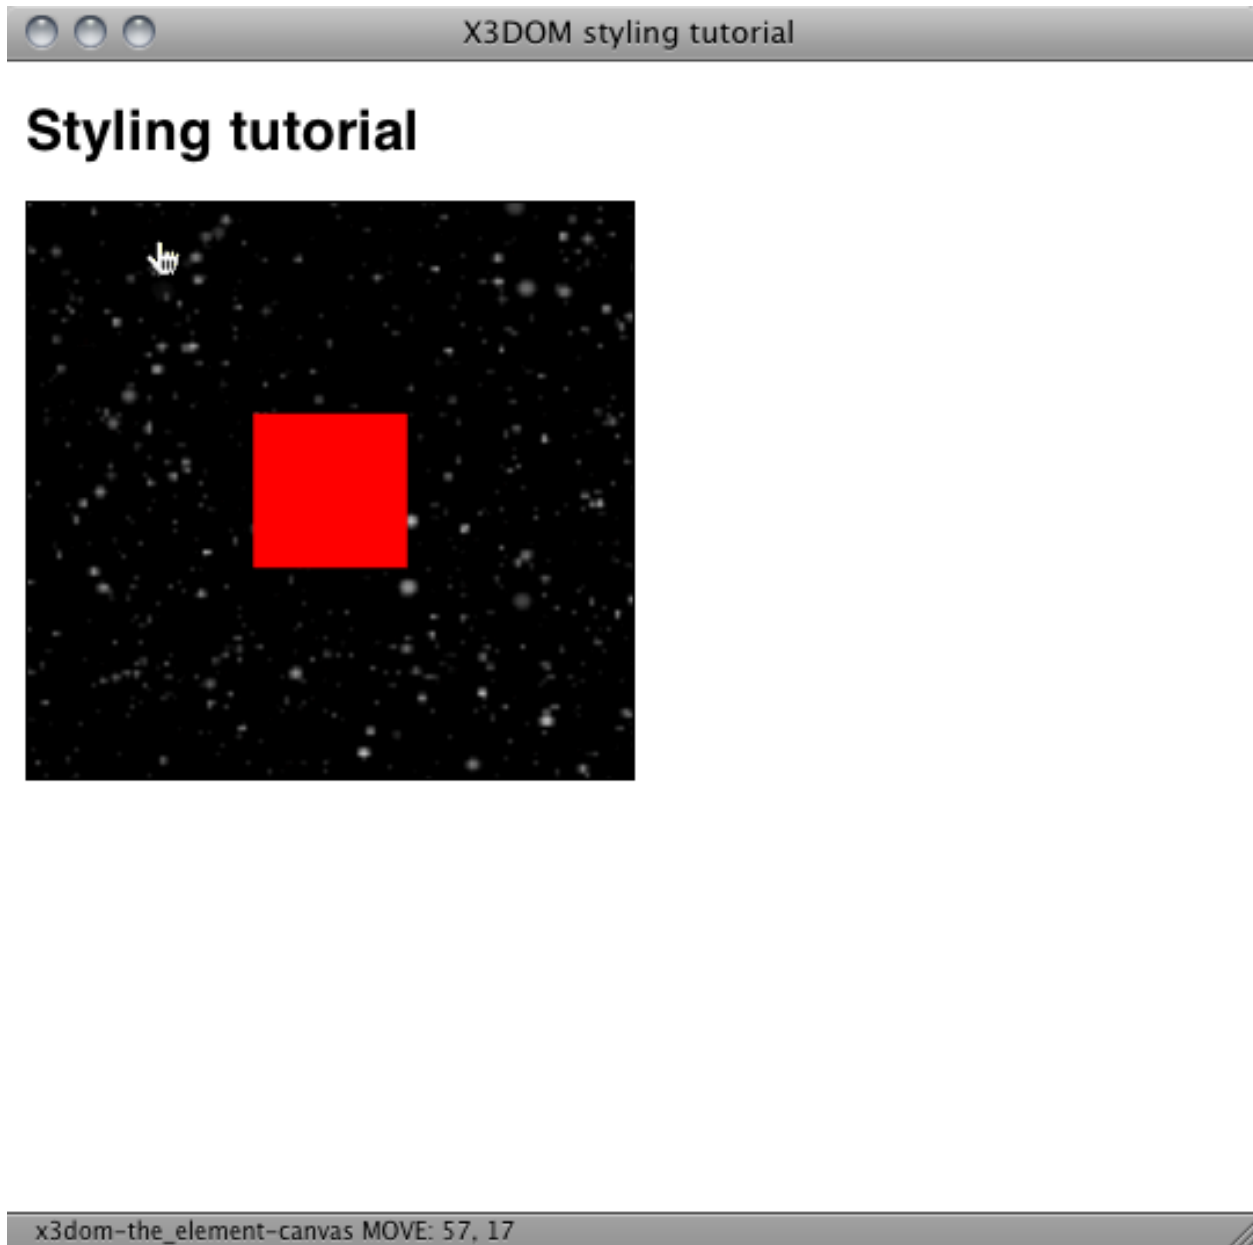 X3DOM styling tutorial
Styling tutorial
x3dom-the_element-canvas MOVE: 57, 17